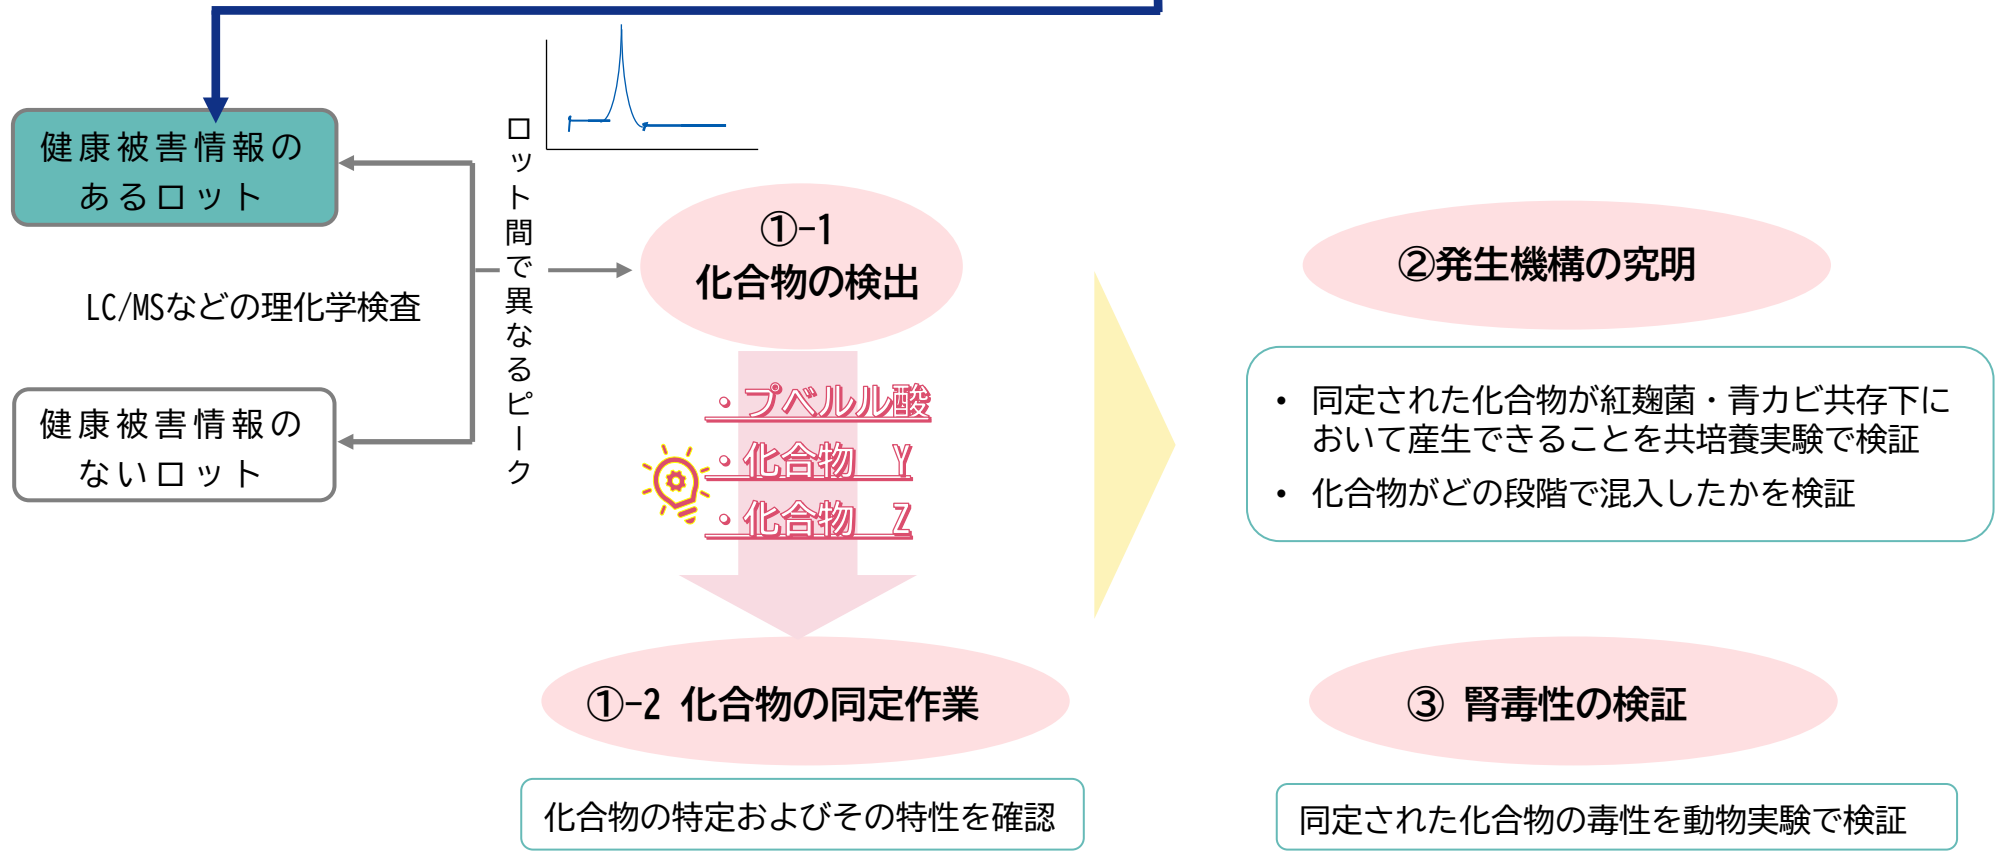 健康被害情報の
あるロット
LC/MSなどの理化学検査
健康被害情報の
ないロット
ロット間で異なるピーク
①-1
化合物の検出
・プベルル酸
・化合物 Y
・化合物 Z
①-2 化合物の同定作業
化合物の特定およびその特性を確認
②発生機構の究明
• 同定された化合物が紅麹菌・青カビ共存下に
おいて産生できることを共培養実験で検証
• 化合物がどの段階で混入したかを検証
③ 腎毒性の検証
同定された化合物の毒性を動物実験で検証